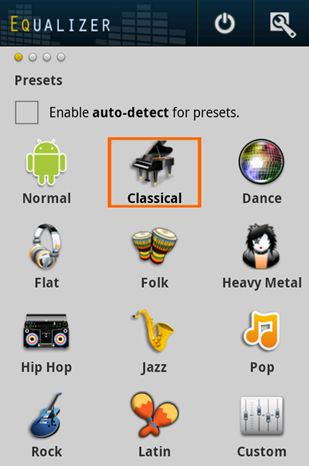 EQUALIZER
Presets
Enable auto-detect for presets.
Normal Classical Dance
Flat Folk Heavy Metal
Hip Hop Jazz Pop
Rock Latin Custom